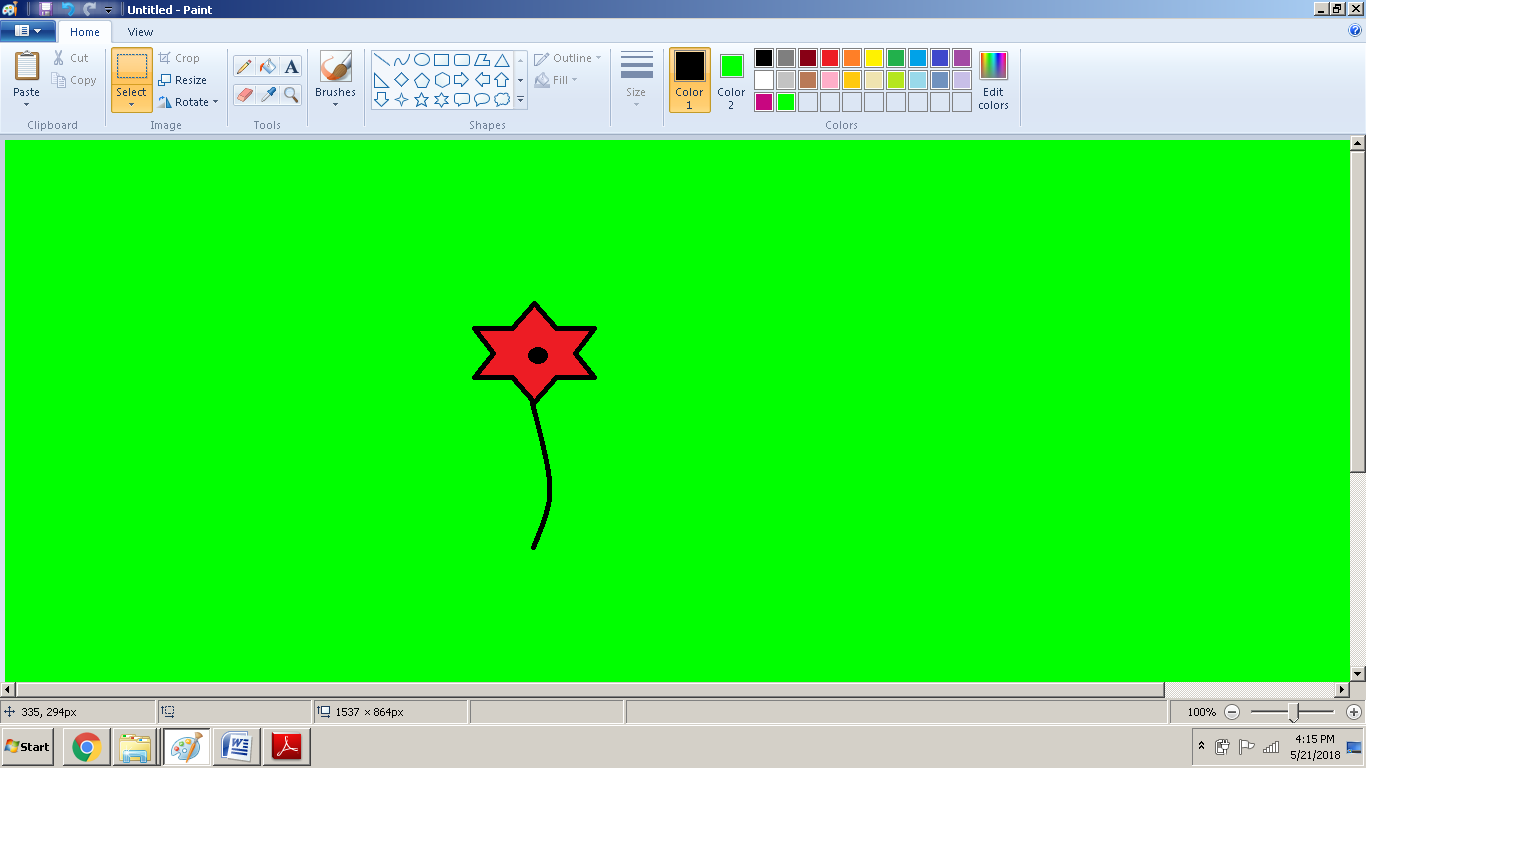 Untitled - Paint
Home View
Paste
Cut
Copy
Clipboard
Select
Crop
Resize
Rotate
Image
A
Tools
Brushes
Shapes
Outline
Fill
Size
Color 1
Color 2
Edit colors
Colors
335, 294px
1537 × 864px
100%
Start
4:15 PM
5/21/2018